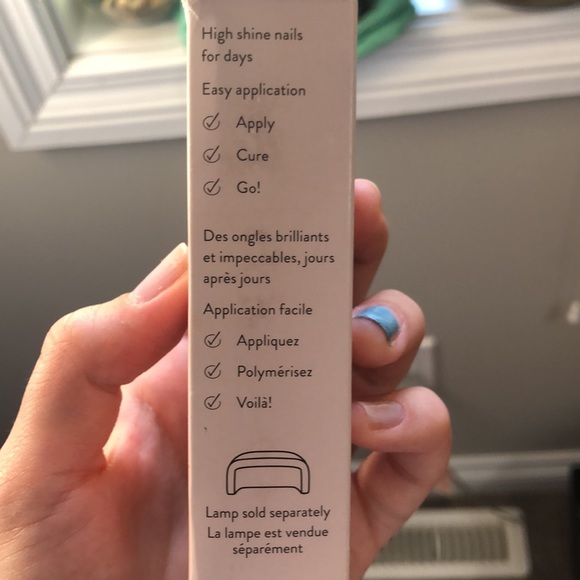 High shine nails
for days
Easy application
Apply
Cure
Go!
Des ongles brilliants
et impeccables, jours
après jours
Application facile
Appliquez
Polymérisez
Voilà!
Lamp sold separately
La lampe est vendue
séparément